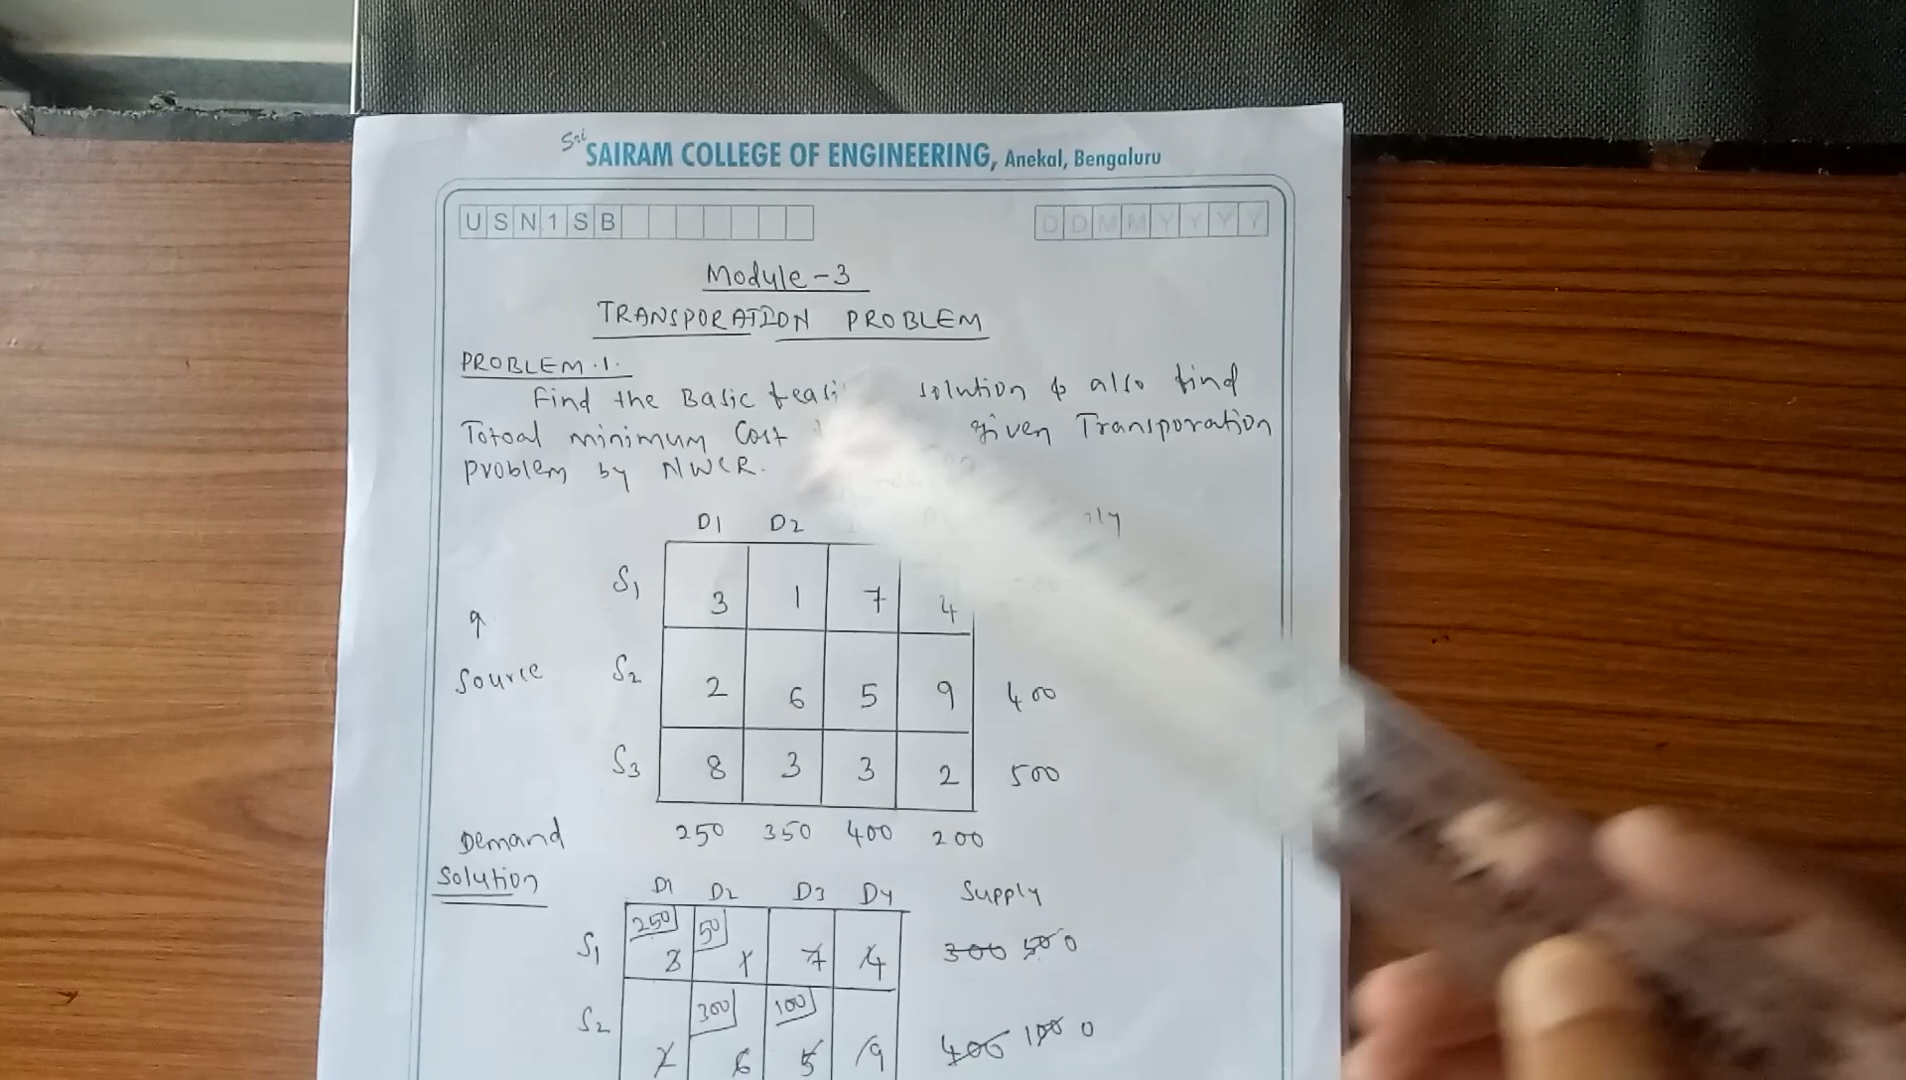 Sri
SAIRAM COLLEGE OF ENGINEERING, Anekal, Bengaluru
USN1SB DDMMYYYY
Module-3
TRANSPORATION PROBLEM
PROBLEM.1.
Find the Basic solution & also find
Totoal minimum Cost given Transporation
problem by NWCR.
D1 D2
S1 3 1 7 4
Source S2 2 6 5 9 400
S3 8 3 3 2 500
Demand 250 350 400 200
Solution
D1 D2 D3 D4 Supply
250 50
S1 3 1 7 4 300 50 0
300 100
S2 2 6 5 9 400 100 0